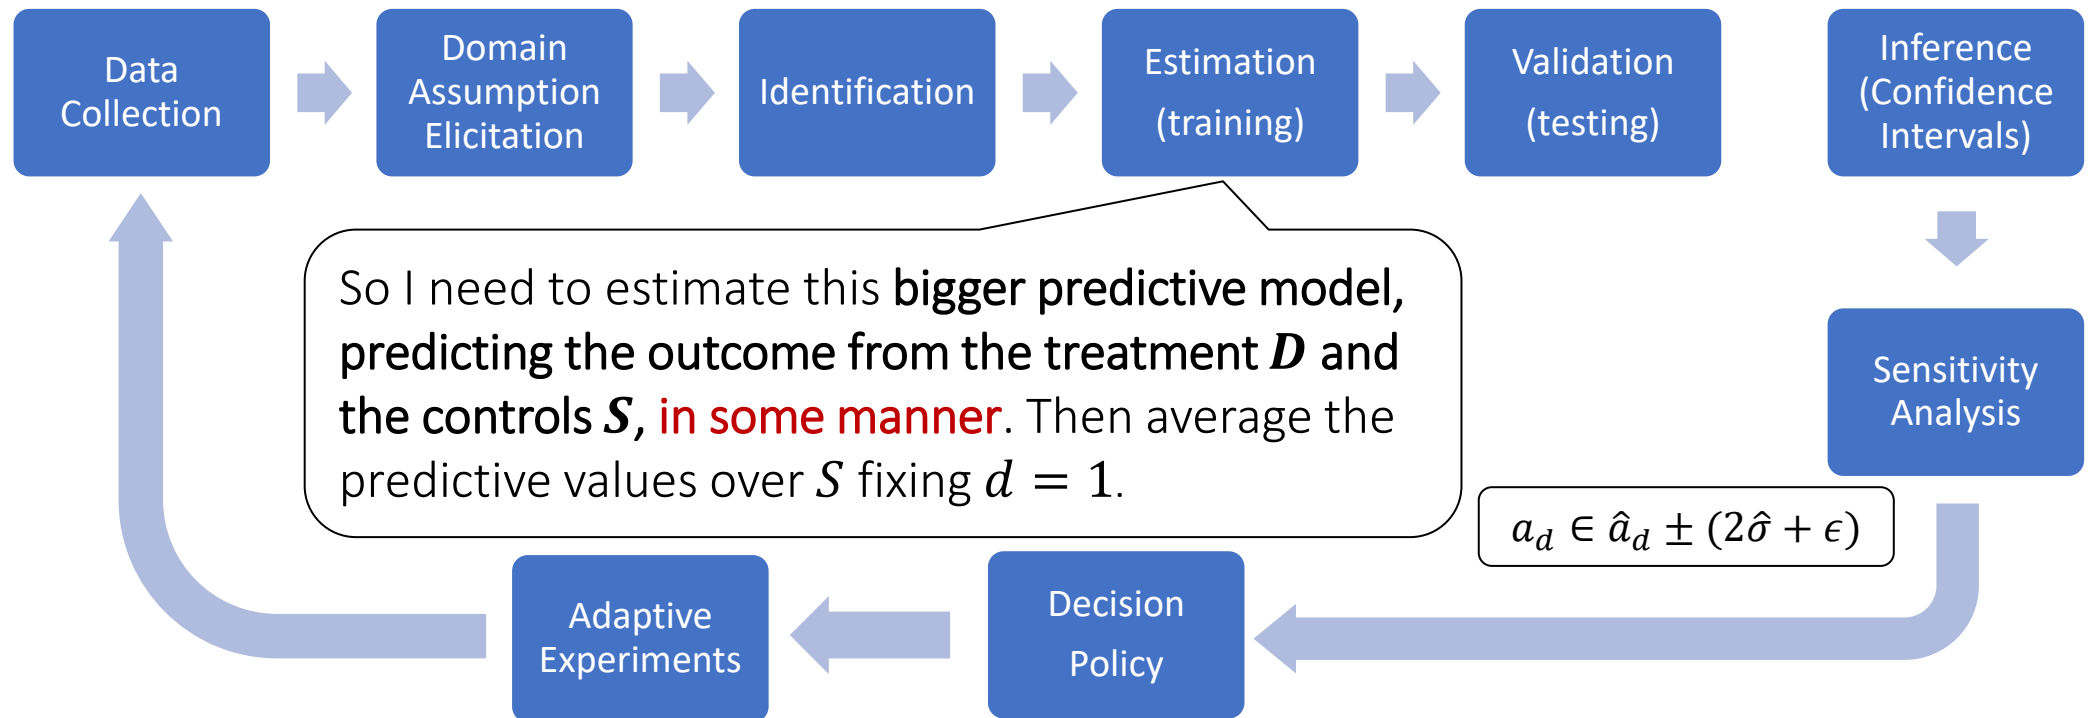 Data
Collection
Domain
Assumption
Elicitation
Identification
Estimation
(training)
Validation
(testing)
Inference
(Confidence
Intervals)
So I need to estimate this bigger predictive model,
predicting the outcome from the treatment D and
the controls S, in some manner. Then average the
predictive values over S fixing d = 1.
Sensitivity
Analysis
a_d ∈ â_d ± (2σ̂ + ϵ)
Decision
Policy
Adaptive
Experiments